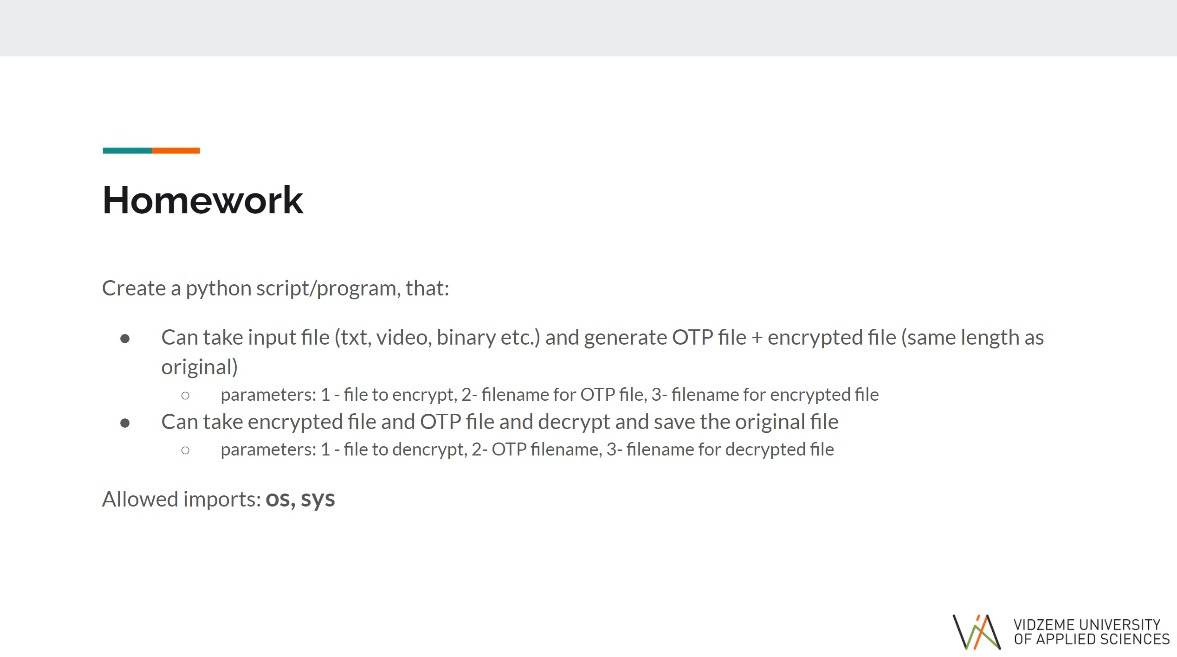 Homework
Create a python script/program, that:
● Can take input file (txt, video, binary etc.) and generate OTP file + encrypted file (same length as
original)
○ parameters: 1 - file to encrypt, 2- filename for OTP file, 3- filename for encrypted file
● Can take encrypted file and OTP file and decrypt and save the original file
○ parameters: 1 - file to dencrypt, 2- OTP filename, 3- filename for decrypted file
Allowed imports: os, sys
VIDZEME UNIVERSITY
OF APPLIED SCIENCES